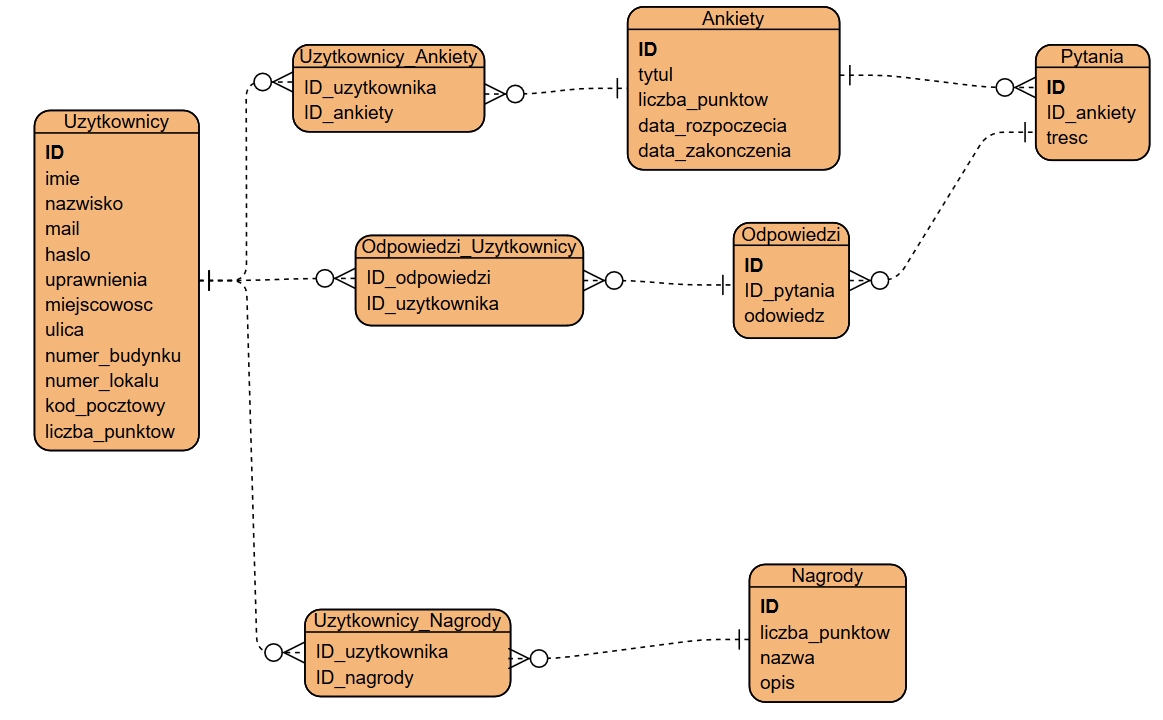 Uzytkownicy
ID
imie
nazwisko
mail
haslo
uprawnienia
miejscowosc
ulica
numer_budynku
numer_lokalu
kod_pocztowy
liczba_punktow
Uzytkownicy_Ankiety
ID_uzytkownika
ID_ankiety
Ankiety
ID
tytul
liczba_punktow
data_rozpoczecia
data_zakonczenia
Pytania
ID
ID_ankiety
tresc
Odpowiedzi_Uzytkownicy
ID_odpowiedzi
ID_uzytkownika
Odpowiedzi
ID
ID_pytania
odowiedz
Uzytkownicy_Nagrody
ID_uzytkownika
ID_nagrody
Nagrody
ID
liczba_punktow
nazwa
opis